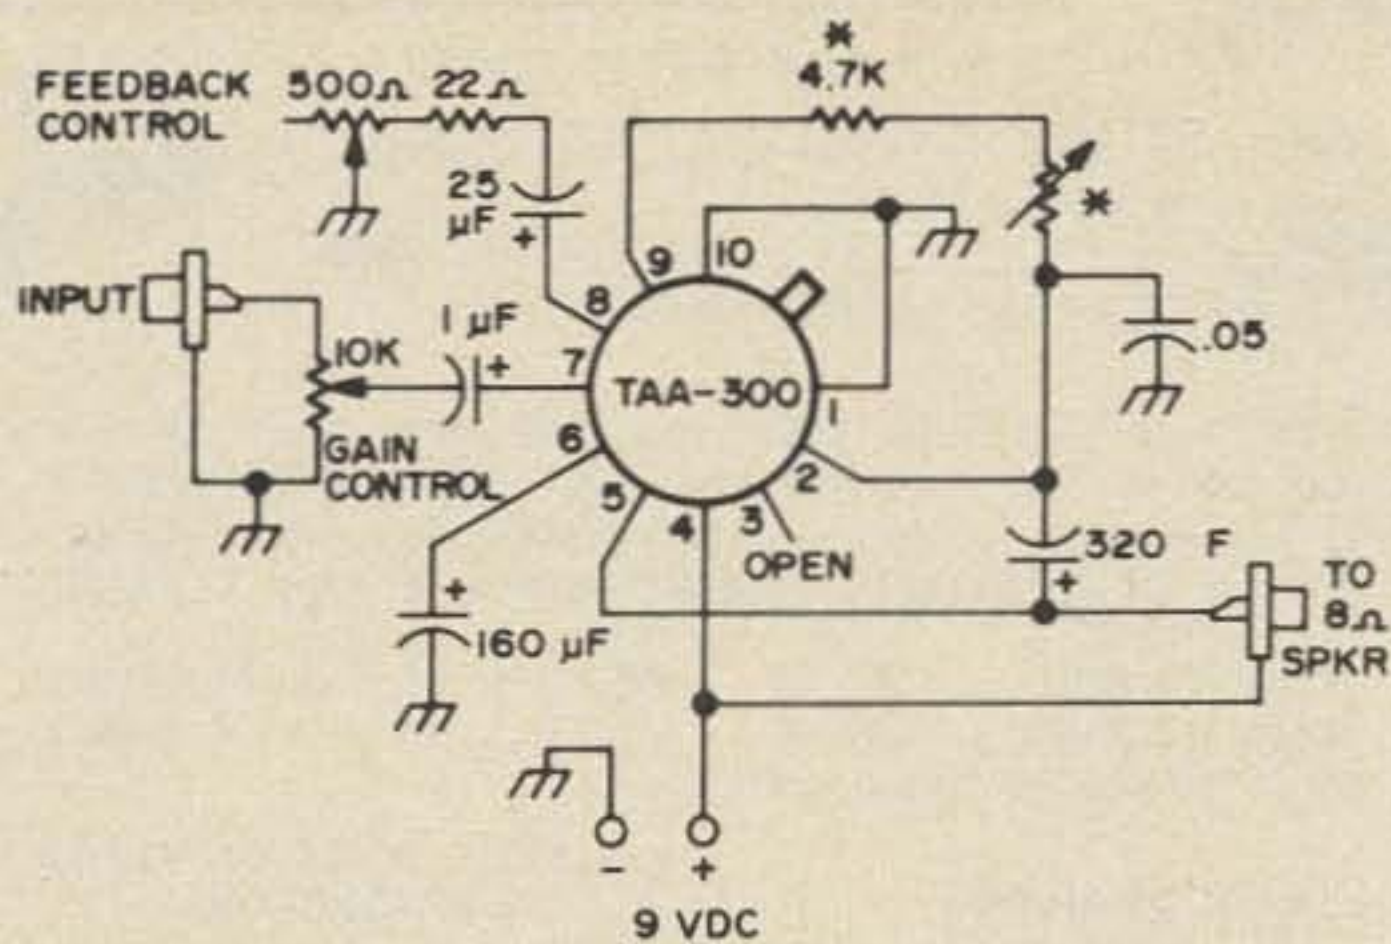 FEEDBACK
CONTROL
500Ω
22Ω
*
4.7K
*
25
µF
+
9
10
8
INPUT
1 µF
+
10K
7
TAA-300
1
.05
GAIN
CONTROL
6
5
4
3
2
OPEN
320 F
+
TO
8Ω
SPKR
+
160 µF
-
+
9 VDC